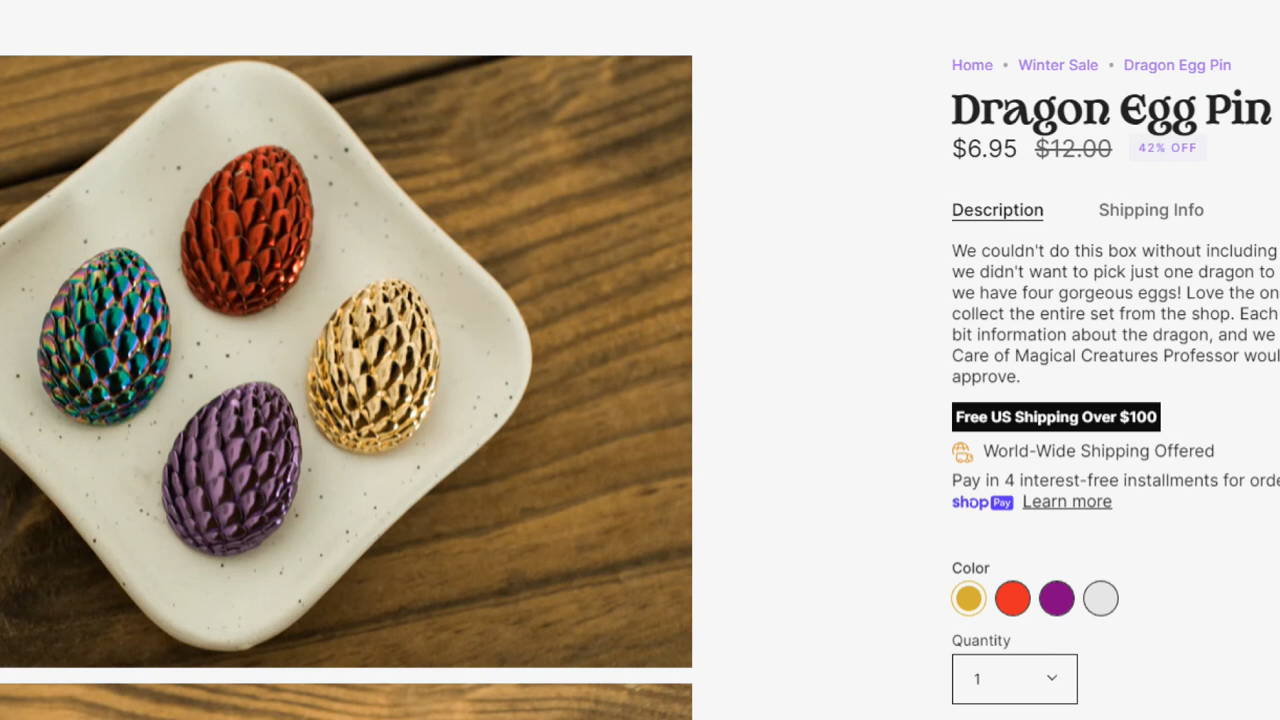 Home • Winter Sale • Dragon Egg Pin
Dragon Egg Pin
$6.95 $12.00 42% OFF
Description Shipping Info
We couldn't do this box without including
we didn't want to pick just one dragon to
we have four gorgeous eggs! Love the on
collect the entire set from the shop. Each
bit information about the dragon, and we
Care of Magical Creatures Professor woul
approve.
Free US Shipping Over $100
World-Wide Shipping Offered
Pay in 4 interest-free installments for orde
shop Pay Learn more
Color
Quantity
1